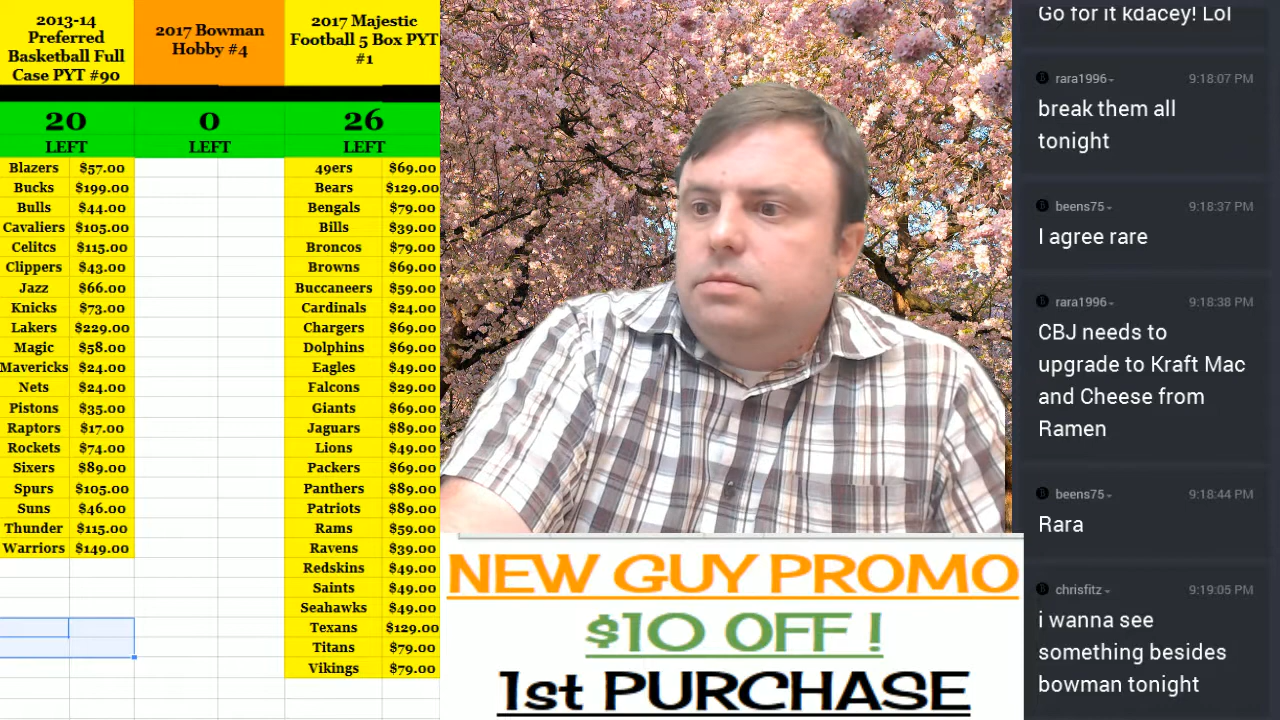 2013-14
Preferred
Basketball Full
Case PYT #90
20
LEFT
Blazers $57.00
Bucks $199.00
Bulls $44.00
Cavaliers $105.00
Celitcs $115.00
Clippers $43.00
Jazz $66.00
Knicks $73.00
Lakers $229.00
Magic $58.00
Mavericks $24.00
Nets $24.00
Pistons $35.00
Raptors $17.00
Rockets $74.00
Sixers $89.00
Spurs $105.00
Suns $46.00
Thunder $115.00
Warriors $149.00
2017 Bowman
Hobby #4
0
LEFT
2017 Majestic
Football 5 Box PYT
#1
26
LEFT
49ers $69.00
Bears $129.00
Bengals $79.00
Bills $39.00
Broncos $79.00
Browns $69.00
Buccaneers $59.00
Cardinals $24.00
Chargers $69.00
Dolphins $69.00
Eagles $49.00
Falcons $29.00
Giants $69.00
Jaguars $89.00
Lions $49.00
Packers $69.00
Panthers $89.00
Patriots $89.00
Rams $59.00
Ravens $39.00
Redskins $49.00
Saints $49.00
Seahawks $49.00
Texans $129.00
Titans $79.00
Vikings $79.00
NEW GUY PROMO
$10 OFF !
1st PURCHASE
Go for it kdacey! Lol
rara1996 9:18:07 PM
break them all
tonight
beens75 9:18:37 PM
I agree rare
rara1996 9:18:38 PM
CBJ needs to
upgrade to Kraft Mac
and Cheese from
Ramen
beens75 9:18:44 PM
Rara
chrisfitz 9:19:05 PM
i wanna see
something besides
bowman tonight